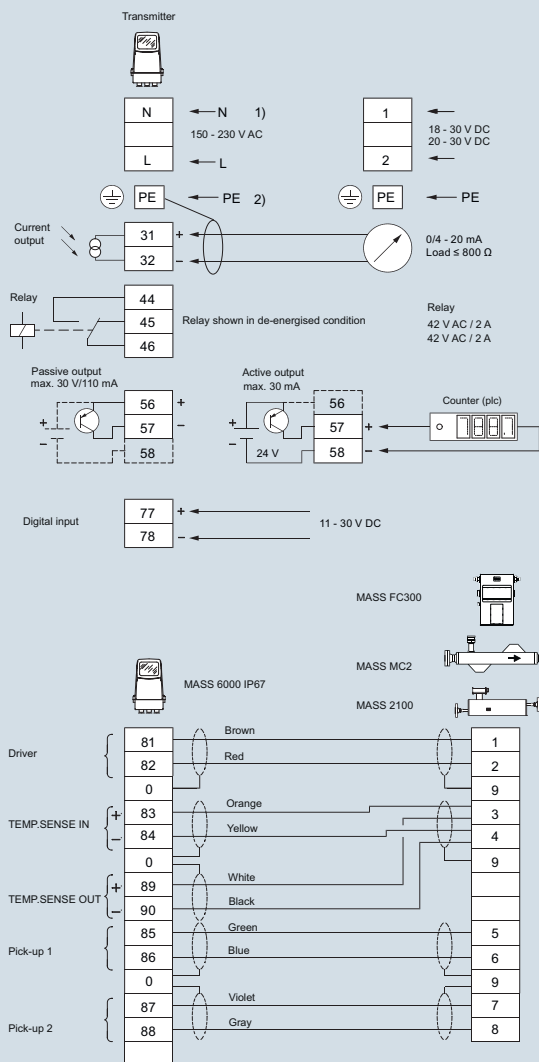 Transmitter
N
N 1)
1
150 - 230 V AC
18 - 30 V DC
20 - 30 V DC
L
L
2
PE
PE 2)
PE
PE
Current
output
31 +
32 −
0/4 - 20 mA
Load ≤ 800 Ω
Relay
44
45
46
Relay shown in de-energised condition
Relay
42 V AC / 2 A
42 V AC / 2 A
Passive output
max. 30 V/110 mA
+
−
56 +
57 −
58
Active output
max. 30 mA
+
−
24 V
56
57 +
58 −
Counter (plc)
Digital input
77 +
78 −
11 - 30 V DC
MASS FC300
MASS MC2
MASS 2100
MASS 6000 IP67
Driver
81 Brown 1
82 Red 2
0 9
TEMP.SENSE IN
+ 83 Orange 3
− 84 Yellow 4
0 9
TEMP.SENSE OUT
+ 89 White
− 90 Black
Pick-up 1
85 Green 5
86 Blue 6
0 9
Pick-up 2
87 Violet 7
88 Gray 8